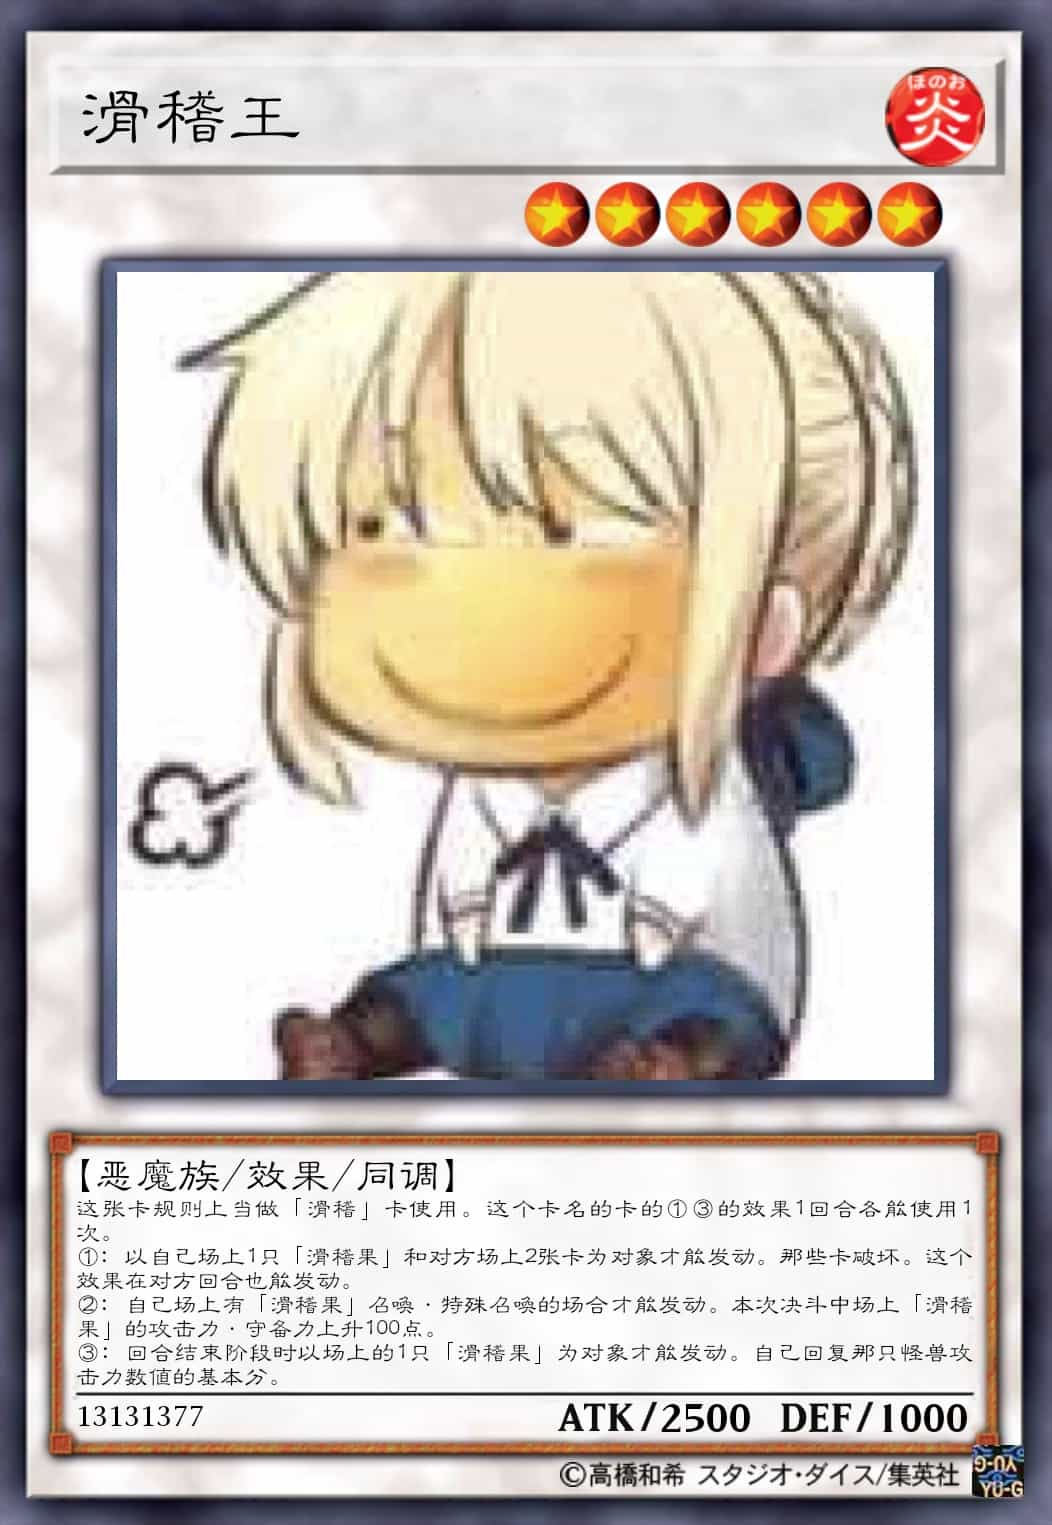 滑稽王
ほのお
炎
【恶魔族/效果/同调】
这张卡规则上当做「滑稽」卡使用。这个卡名的卡的①③的效果1回合各能使用1
次。
①：以自己场上1只「滑稽果」和对方场上2张卡为对象才能发动。那些卡破坏。这个
效果在对方回合也能发动。
②：自己场上有「滑稽果」召唤·特殊召唤的场合才能发动。本次决斗中场上「滑稽
果」的攻击力·守备力上升100点。
③：回合结束阶段时以场上的1只「滑稽果」为对象才能发动。自己回复那只怪兽攻
击力数值的基本分。
13131377 ATK/2500 DEF/1000
©高橋和希 スタジオ・ダイス/集英社